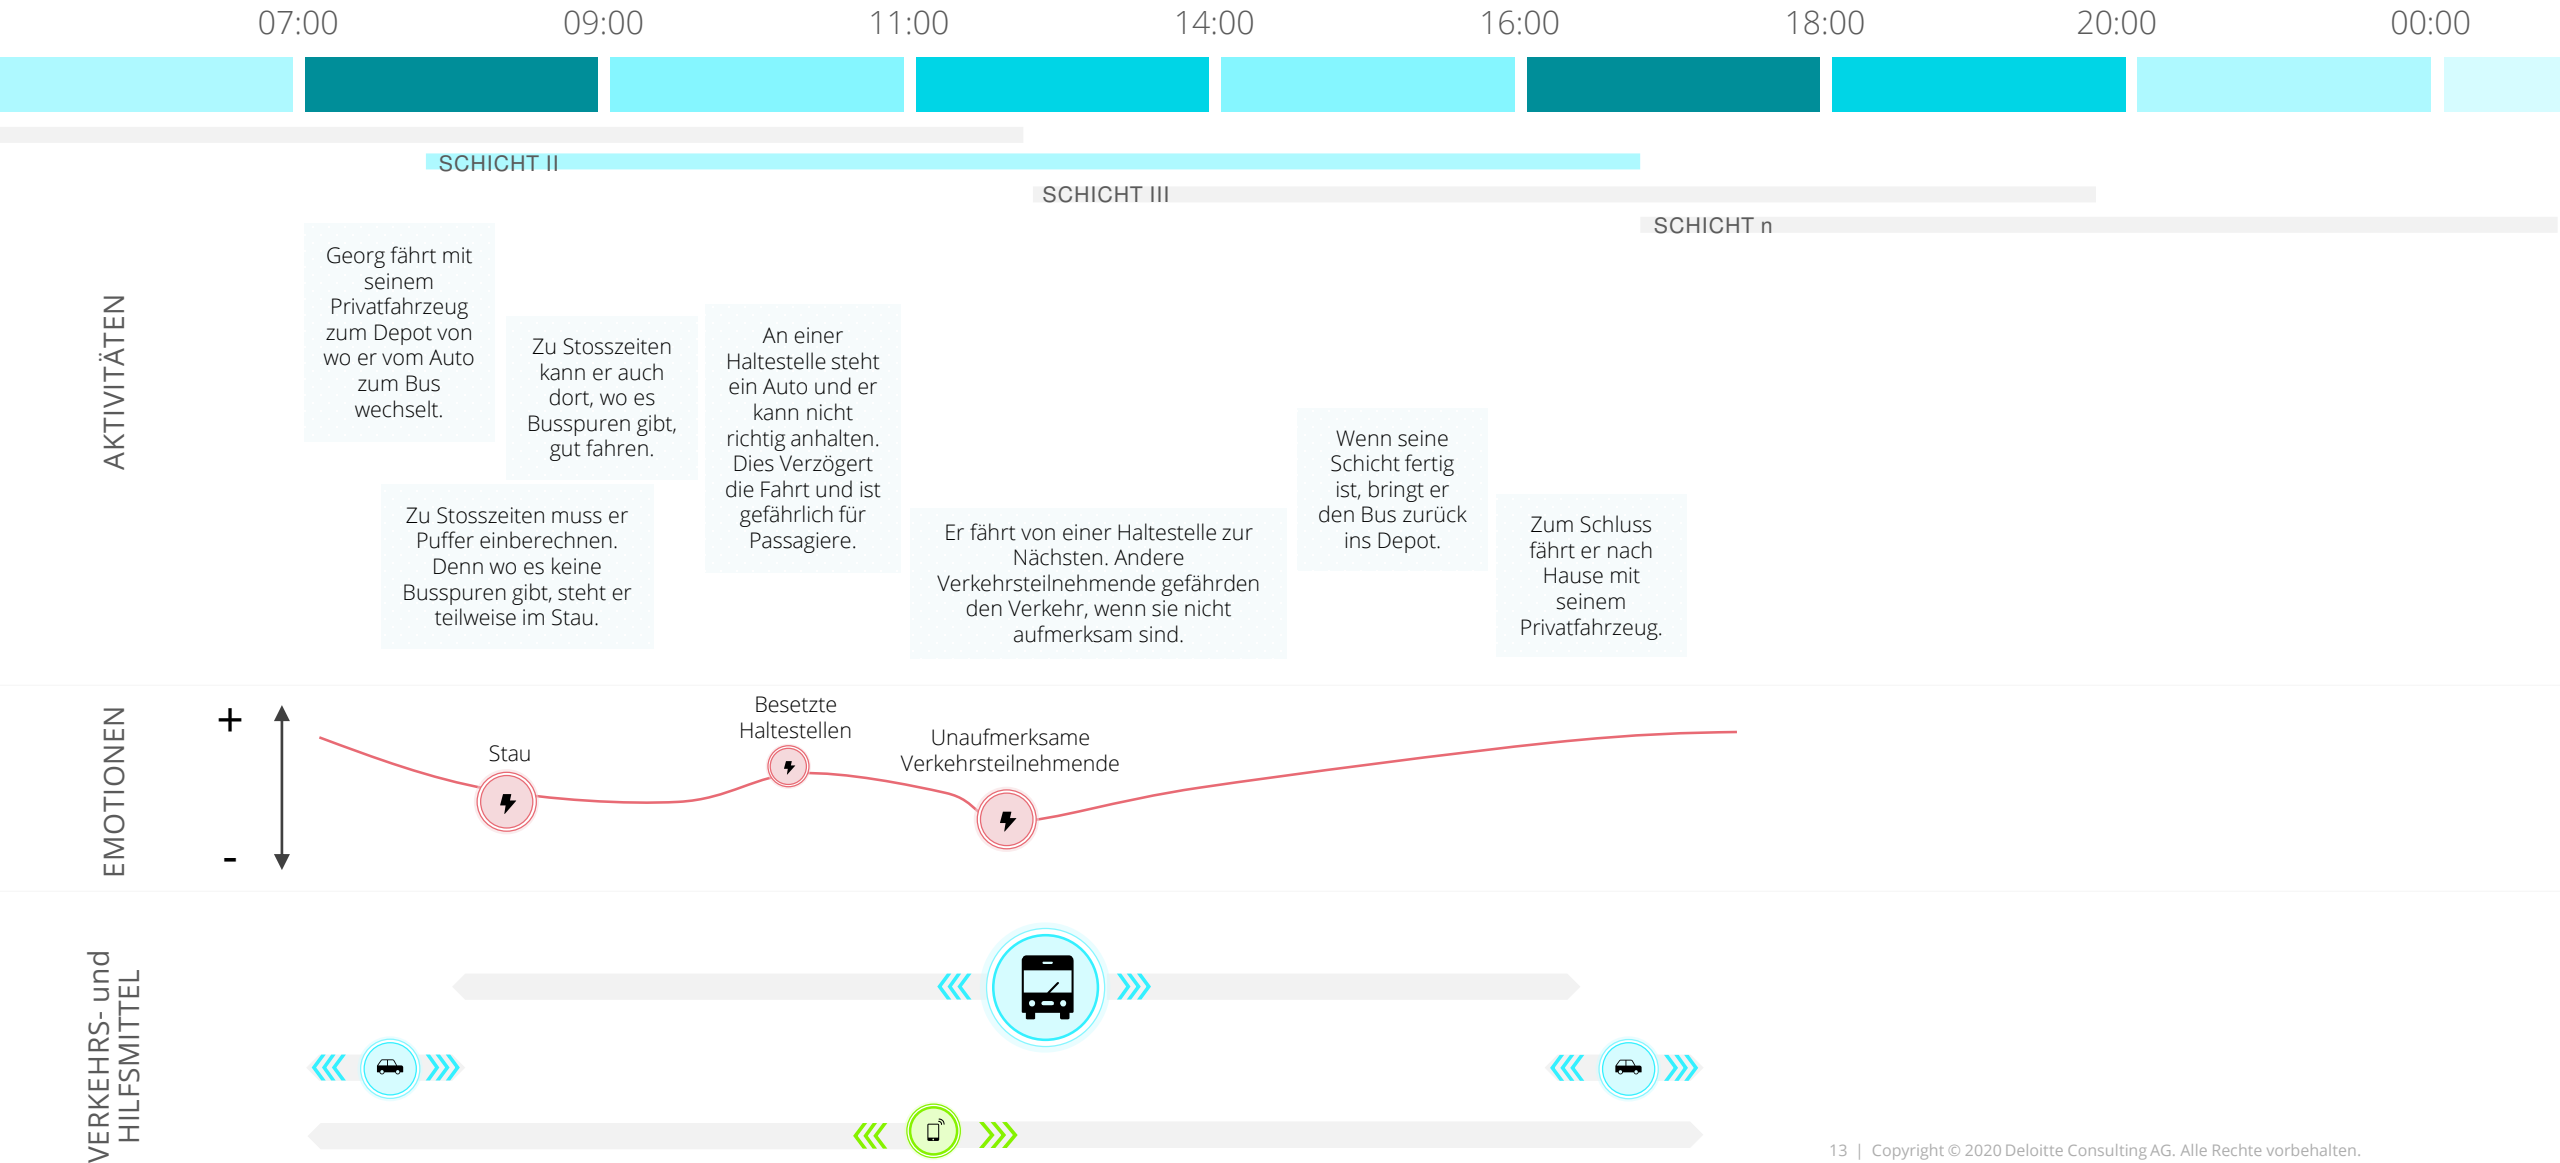 07:00
09:00
11:00
14:00
16:00
18:00
20:00
00:00
SCHICHT II
SCHICHT III
SCHICHT n
AKTIVITÄTEN
Georg fährt mit
seinem
Privatfahrzeug
zum Depot von
wo er vom Auto
zum Bus
wechselt.
Zu Stosszeiten
kann er auch
dort, wo es
Busspuren gibt,
gut fahren.
Zu Stosszeiten muss er
Puffer einberechnen.
Denn wo es keine
Busspuren gibt, steht er
teilweise im Stau.
An einer
Haltestelle steht
ein Auto und er
kann nicht
richtig anhalten.
Dies Verzögert
die Fahrt und ist
gefährlich für
Passagiere.
Er fährt von einer Haltestelle zur
Nächsten. Andere
Verkehrsteilnehmende gefährden
den Verkehr, wenn sie nicht
aufmerksam sind.
Wenn seine
Schicht fertig
ist, bringt er
den Bus zurück
ins Depot.
Zum Schluss
fährt er nach
Hause mit
seinem
Privatfahrzeug.
EMOTIONEN
+
-
Stau
Besetzte
Haltestellen
Unaufmerksame
Verkehrsteilnehmende
VERKEHRS- und
HILFSMITTEL
13 | Copyright © 2020 Deloitte Consulting AG. Alle Rechte vorbehalten.